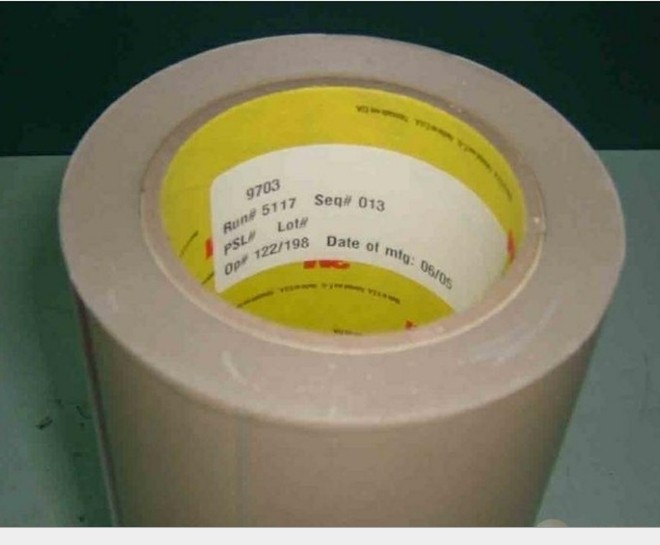 9703
Run# 5117 Seq# 013
PSL# Lot#
Op# 122/198 Date of mfg: 06/05